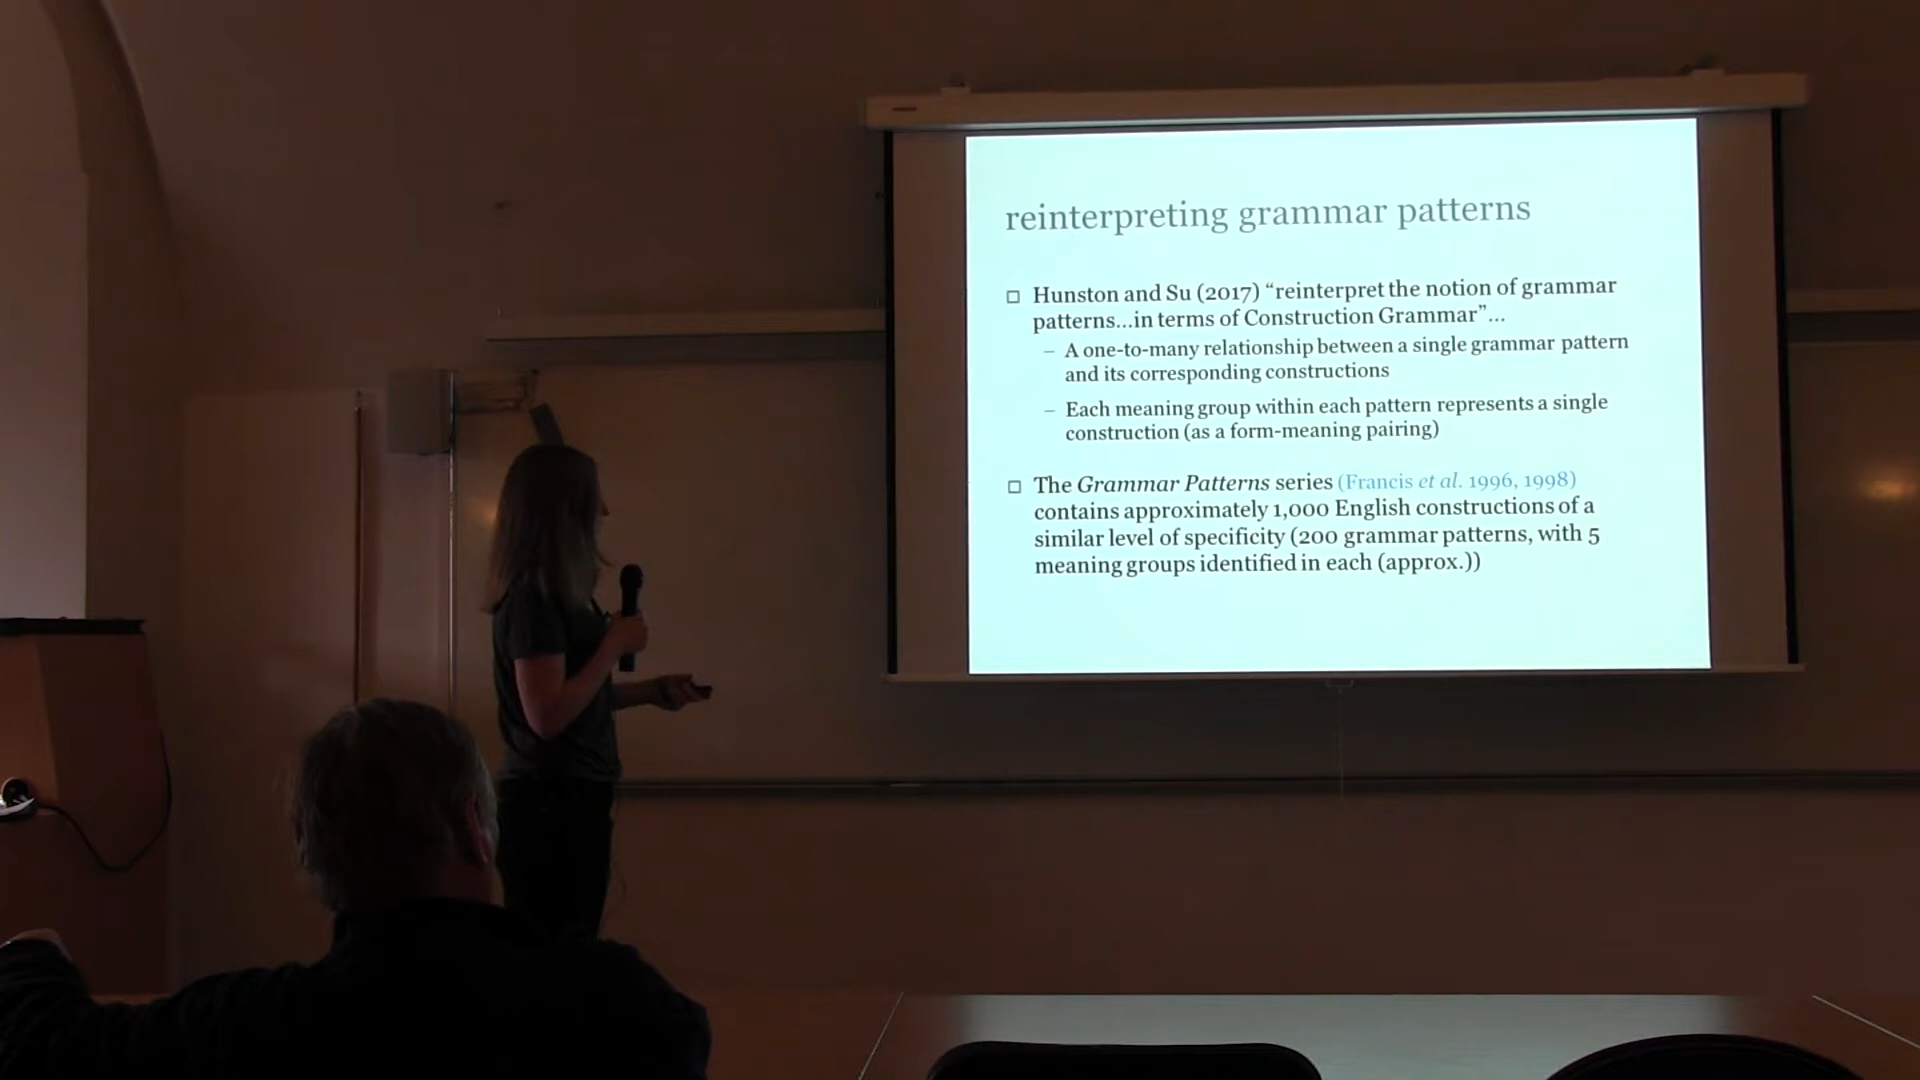 reinterpreting grammar patterns
Hunston and Su (2017) “reinterpret the notion of grammar
patterns...in terms of Construction Grammar”...
– A one-to-many relationship between a single grammar pattern
and its corresponding constructions
– Each meaning group within each pattern represents a single
construction (as a form-meaning pairing)
The Grammar Patterns series (Francis et al. 1996, 1998)
contains approximately 1,000 English constructions of a
similar level of specificity (200 grammar patterns, with 5
meaning groups identified in each (approx.))